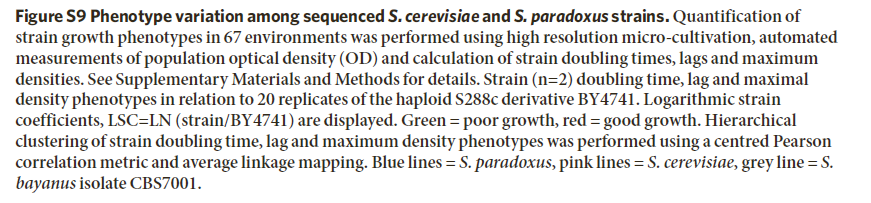 Figure S9 Phenotype variation among sequenced S. cerevisiae and S. paradoxus strains. Quantification of
strain growth phenotypes in 67 environments was performed using high resolution micro-cultivation, automated
measurements of population optical density (OD) and calculation of strain doubling times, lags and maximum
densities. See Supplementary Materials and Methods for details. Strain (n=2) doubling time, lag and maximal
density phenotypes in relation to 20 replicates of the haploid S288c derivative BY4741. Logarithmic strain
coefficients, LSC=LN (strain/BY4741) are displayed. Green = poor growth, red = good growth. Hierarchical
clustering of strain doubling time, lag and maximum density phenotypes was performed using a centred Pearson
correlation metric and average linkage mapping. Blue lines = S. paradoxus, pink lines = S. cerevisiae, grey line = S.
bayanus isolate CBS7001.